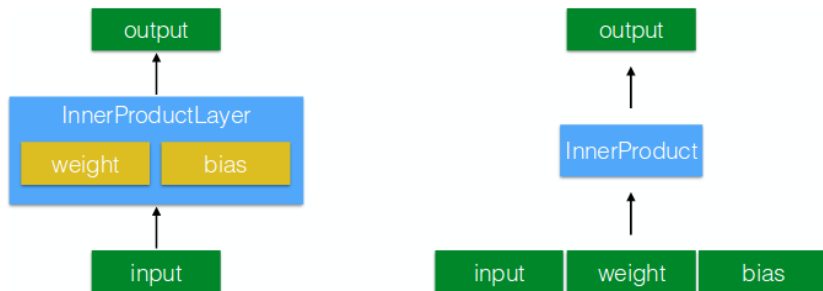 output
InnerProductLayer
weight bias
input
output
InnerProduct
input weight bias